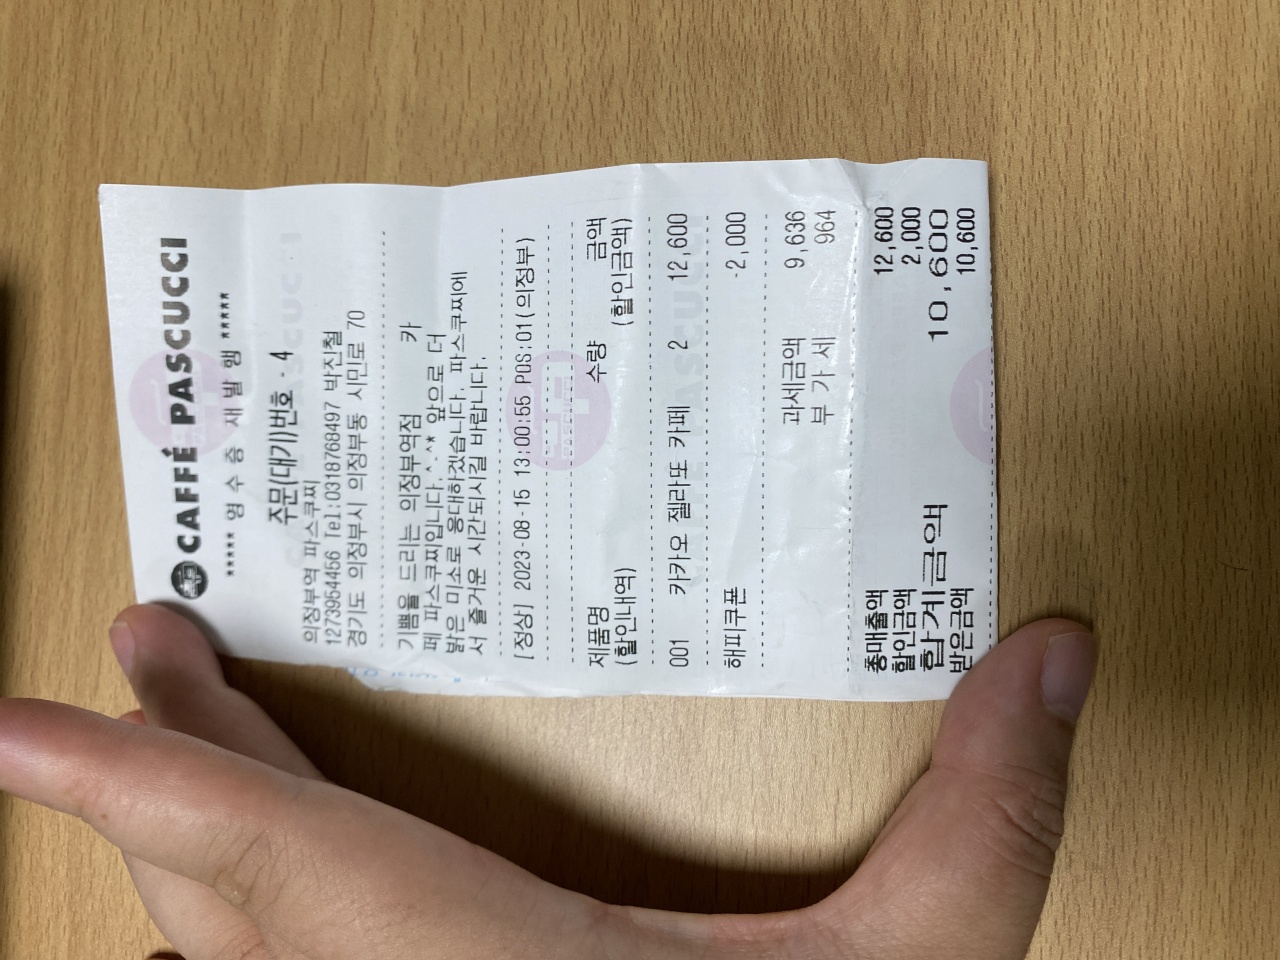 CAFFÉ PASCUCCI
***** 영 수 증 재 발 행 *****
주문(대기)번호 - 4
의정부역 파스쿠찌
1273954456 Tel:0318768497 박진철
경기도 의정부시 의정부동 시민로 70
기쁨을 드리는 의정부역점 카
페 파스쿠찌입니다.^.^* 앞으로 더
밝은 미소로 응대하겠습니다. 파스쿠찌에
서 즐거운 시간되시길 바랍니다.
[정상] 2023-08-15 13:00:55 POS:01(의정부)
제품명 수량 금액
(할인내역) (할인금액)
001 카카오 젤라또 카페 2 12,600
해피쿠폰 -2,000
과세금액 9,636
부 가 세 964
총매출액 12,600
할인금액 2,000
합계금액 10,600
받은금액 10,600